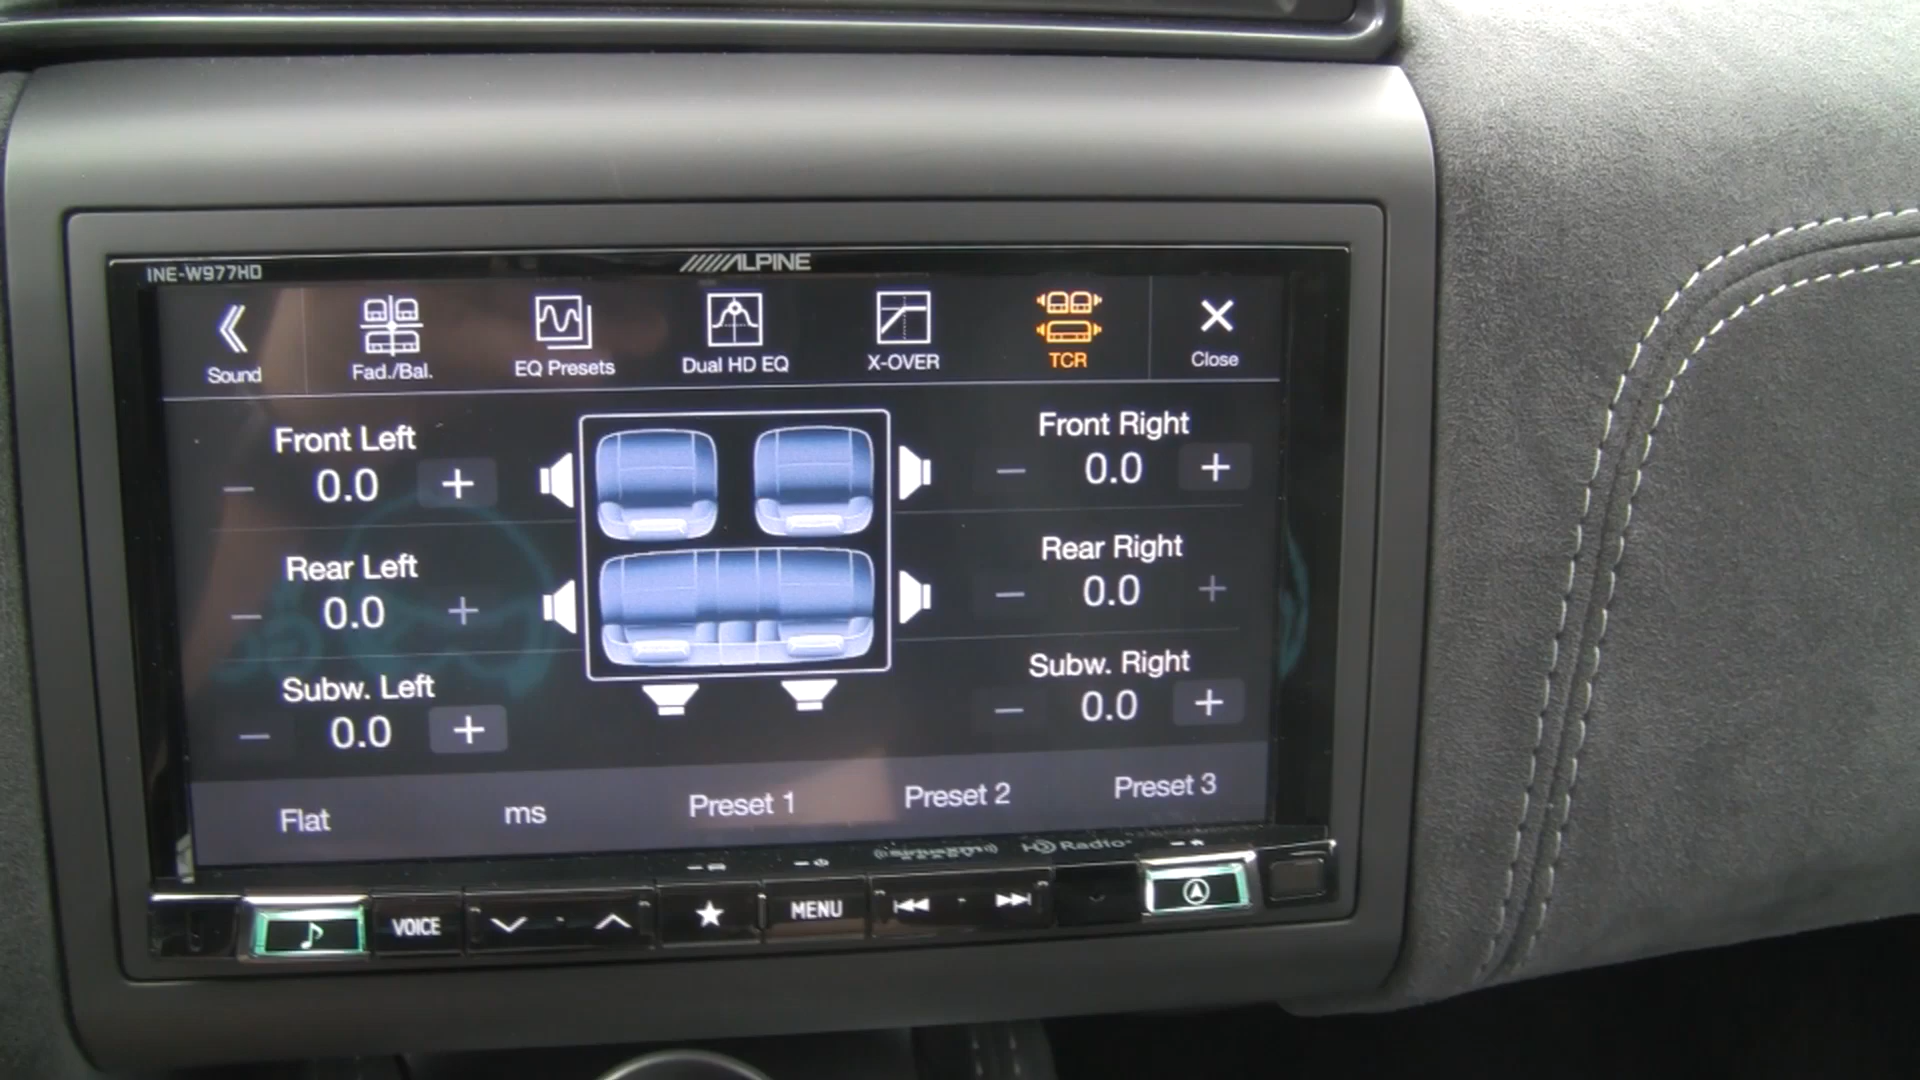 INE-W977HD
ALPINE
Sound
Fad./Bal.
EQ Presets
Dual HD EQ
X-OVER
TCR
Close
Front Left
0.0
Front Right
0.0
Rear Left
0.0
Rear Right
0.0
Subw. Left
0.0
Subw. Right
0.0
Flat
ms
Preset 1
Preset 2
Preset 3
HD Radio
VOICE
MENU